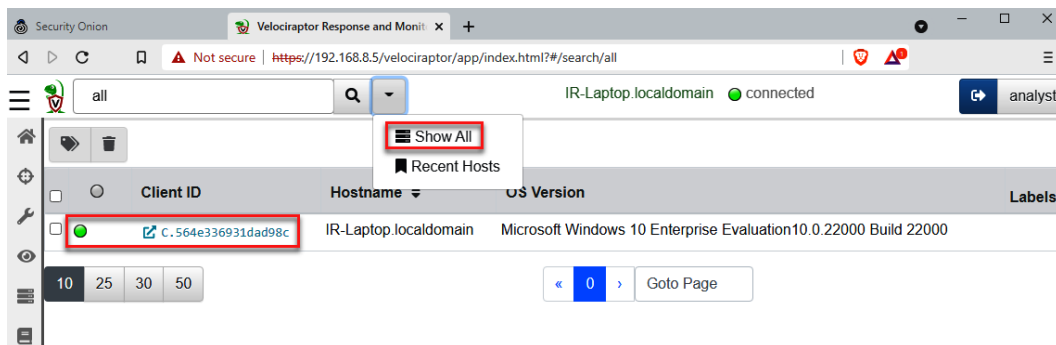 Security Onion
Velociraptor Response and Monit
Not secure https://192.168.8.5/velociraptor/app/index.html?#/search/all
all
IR-Laptop.localdomain connected
analyst
Show All
Recent Hosts
Client ID Hostname OS Version Labels
C.564e336931dad98c IR-Laptop.localdomain Microsoft Windows 10 Enterprise Evaluation10.0.22000 Build 22000
10 25 30 50 « 0 › Goto Page